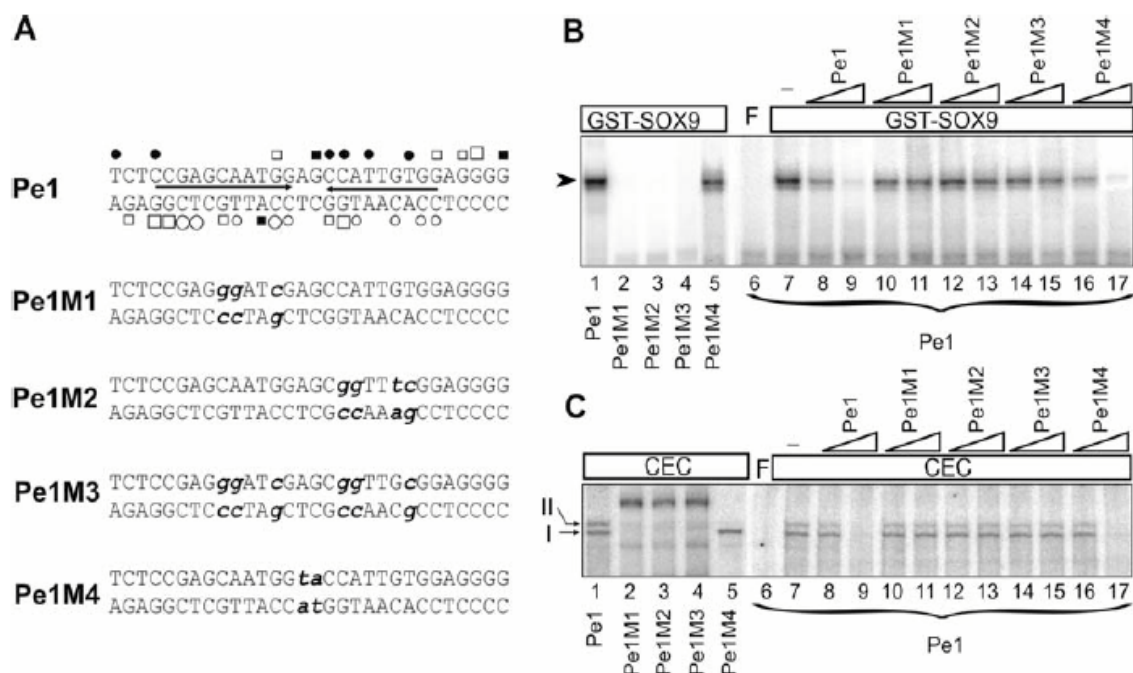 A
Pe1
TCTCCGAGCAATGGAGCCATTGTGGAGGGG
AGAGGCTCGTTACCTCGGTAACACCTCCCC
Pe1M1
TCTCCGAGggATcGAGCCATTGTGGAGGGG
AGAGGCTCccTAgCTCGGTAACACCTCCCC
Pe1M2
TCTCCGAGCAATGGAGCggTTtcGGAGGGG
AGAGGCTCGTTACCTCGccAAagCCTCCCC
Pe1M3
TCTCCGAGggATcGAGCggTTGcGGAGGGG
AGAGGCTCccTAgCTCGccAACgCCTCCCC
Pe1M4
TCTCCGAGCAATGGtaCCATTGTGGAGGGG
AGAGGCTCGTTACCatGGTAACACCTCCCC
B
– Pe1 Pe1M1 Pe1M2 Pe1M3 Pe1M4
GST-SOX9 F GST-SOX9
1 2 3 4 5 6 7 8 9 10 11 12 13 14 15 16 17
Pe1 Pe1M1 Pe1M2 Pe1M3 Pe1M4
Pe1
C
– Pe1 Pe1M1 Pe1M2 Pe1M3 Pe1M4
CEC F CEC
II
I
1 2 3 4 5 6 7 8 9 10 11 12 13 14 15 16 17
Pe1 Pe1M1 Pe1M2 Pe1M3 Pe1M4
Pe1